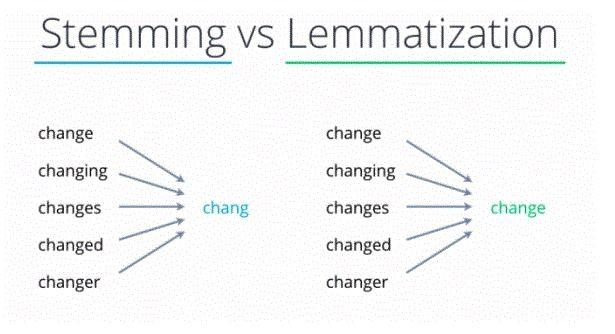 Stemming vs Lemmatization
change
changing
changes
changed
changer
chang
change
changing
changes
changed
changer
change